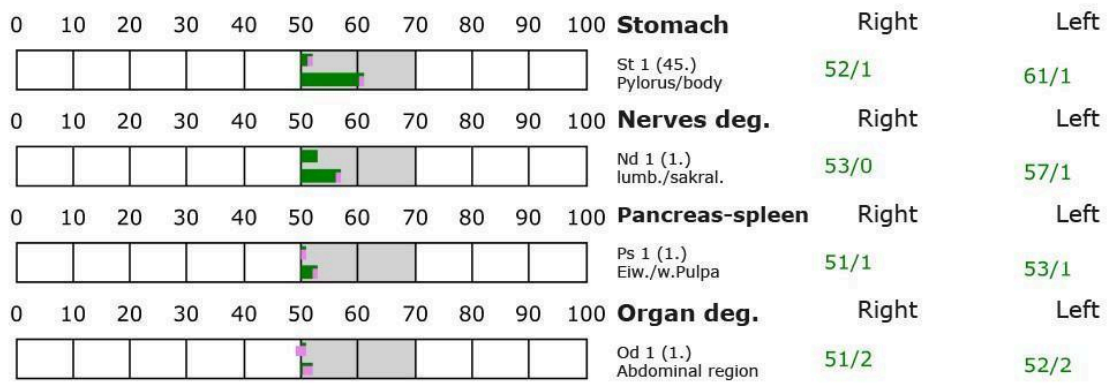 0 10 20 30 40 50 60 70 80 90 100 Stomach Right Left
St 1 (45.) 52/1 61/1
Pylorus/body
0 10 20 30 40 50 60 70 80 90 100 Nerves deg. Right Left
Nd 1 (1.) 53/0 57/1
lumb./sakral.
0 10 20 30 40 50 60 70 80 90 100 Pancreas-spleen Right Left
Ps 1 (1.) 51/1 53/1
Eiw./w.Pulpa
0 10 20 30 40 50 60 70 80 90 100 Organ deg. Right Left
Od 1 (1.) 51/2 52/2
Abdominal region